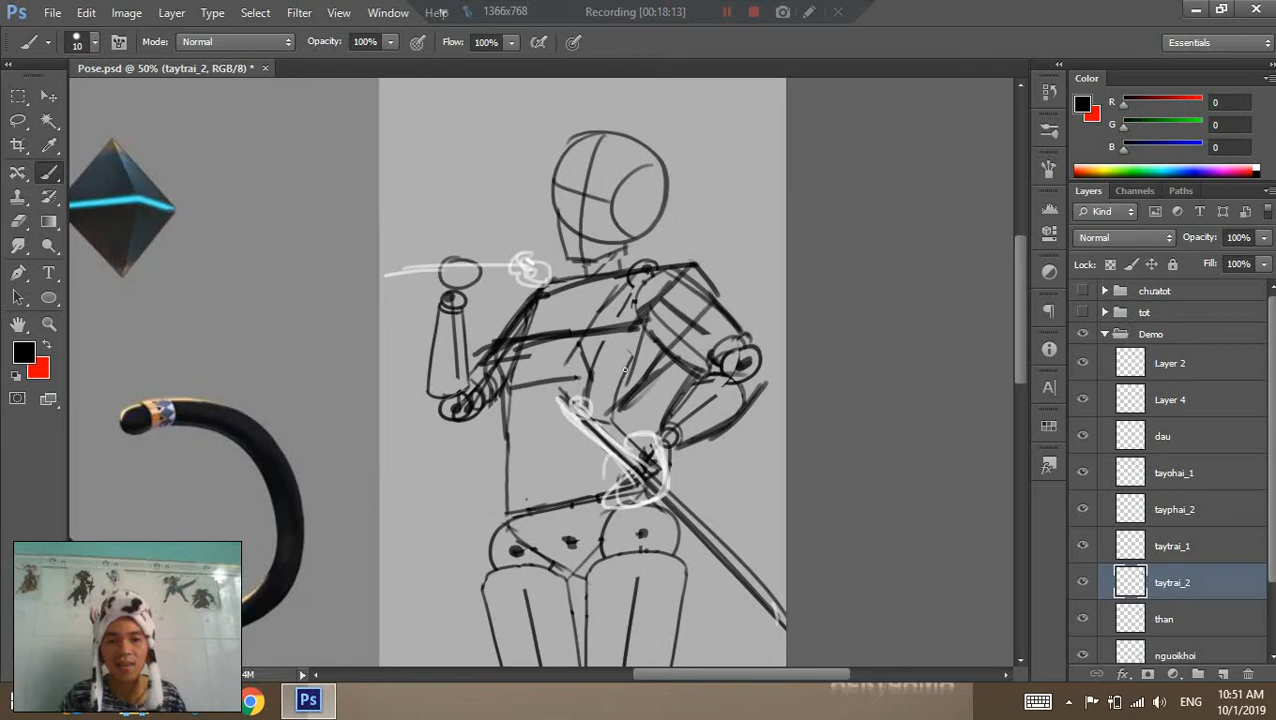 Ps File Edit Image Layer Type Select Filter View Window Help 1366x768 Recording [00:18:13]
10 Mode: Normal Opacity: 100% Flow: 100% Essentials
Pose.psd @ 50% (taytrai_2, RGB/8) *
Color
R 0
G 0
B 0
Layers Channels Paths
Kind
Normal Opacity: 100%
Lock: Fill: 100%
chuatot
tot
Demo
Layer 2
Layer 4
dau
tayohai_1
tayphai_2
taytrai_1
taytrai_2
than
nguoikhoi
Ps ENG 10:51 AM
10/1/2019